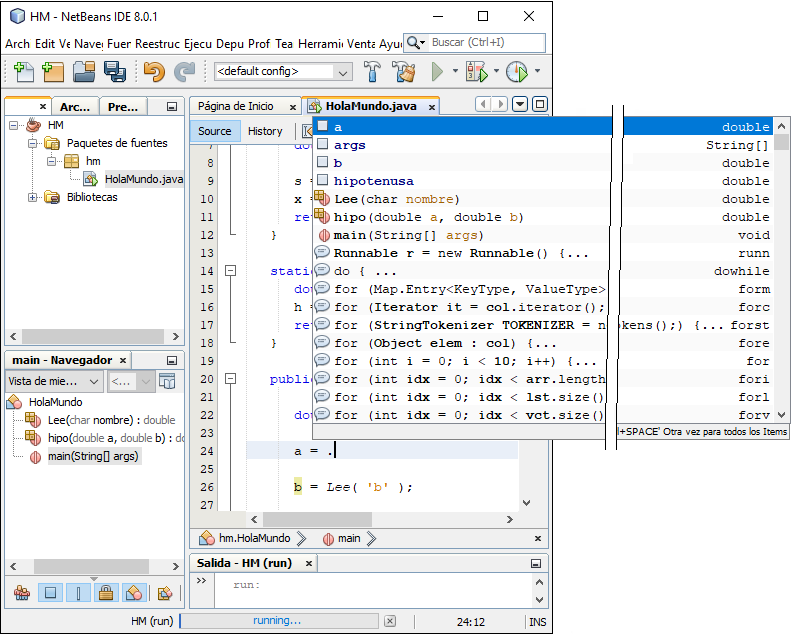 HM - NetBeans IDE 8.0.1
Arch Edit Ve Nave Fuer Reestruc Ejecu Depu Prof Tea Herramie Venta Ayu
Buscar (Ctrl+I)
<default config>
Arc... Pre...
HM
Paquetes de fuentes
hm
HolaMundo.java
Bibliotecas
Página de Inicio HolaMundo.java
Source History
7 do
8
9 s =
10 x =
11 re
12 }
13
14 stati
15 do
16 h =
17 re
18 }
19
20 publi
21
22 do
23
24 a = .
25
26 b = Lee( 'b' );
27
a double
args String[]
b double
hipotenusa double
Lee(char nombre) double
hipo(double a, double b) double
main(String[] args) void
Runnable r = new Runnable() {... runn
do { ... dowhile
for (Map.Entry<KeyType, ValueType> form
for (Iterator it = col.iterator(); forc
for (StringTokenizer TOKENIZER = n okens();) {... forst
for (Object elem : col) {... fore
for (int i = 0; i < 10; i++) {... for
for (int idx = 0; idx < arr.length fori
for (int idx = 0; idx < lst.size() forl
for (int idx = 0; idx < vct.size() forv
l+SPACE' Otra vez para todos los Items
main - Navegador
Vista de mie... <...
HolaMundo
Lee(char nombre) : double
hipo(double a, double b) : do
main(String[] args)
hm.HolaMundo main
Salida - HM (run)
run:
HM (run) running... 24:12 INS